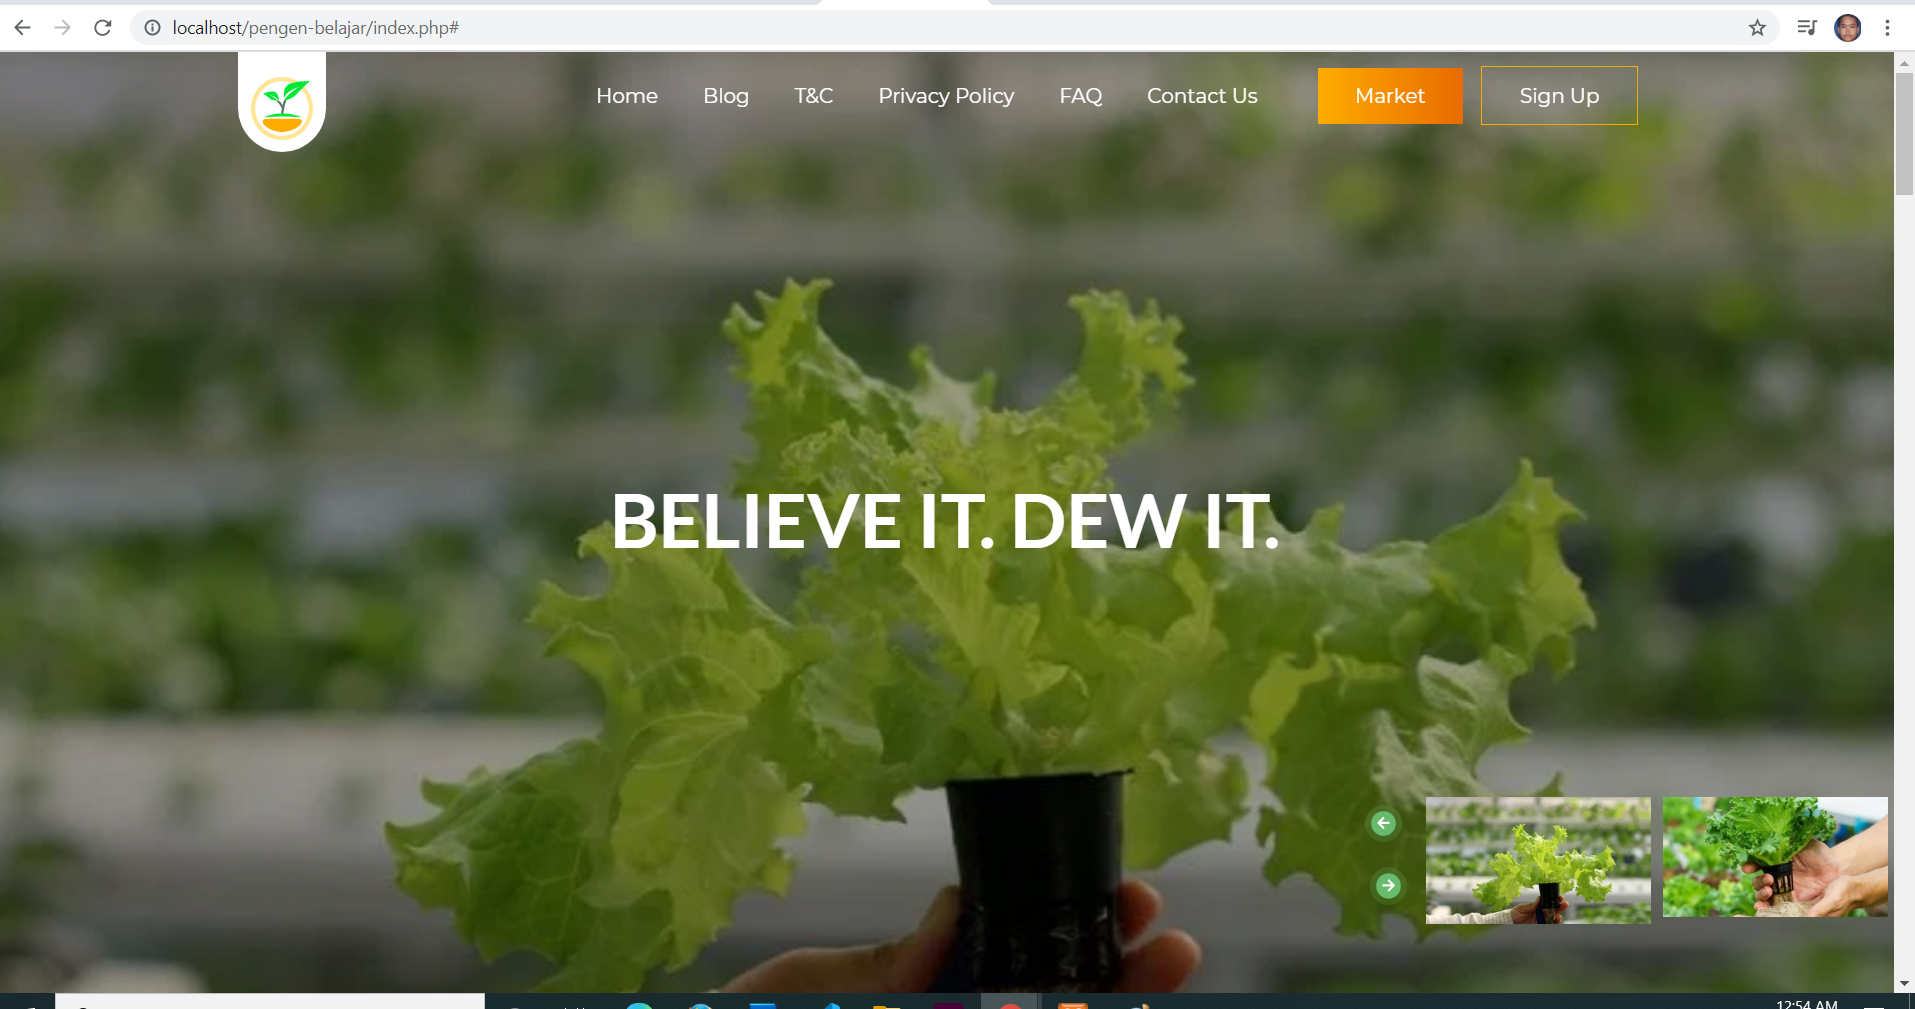 localhost/pengen-belajar/index.php#
Home Blog T&C Privacy Policy FAQ Contact Us Market Sign Up
BELIEVE IT. DEW IT.
12:54 AM